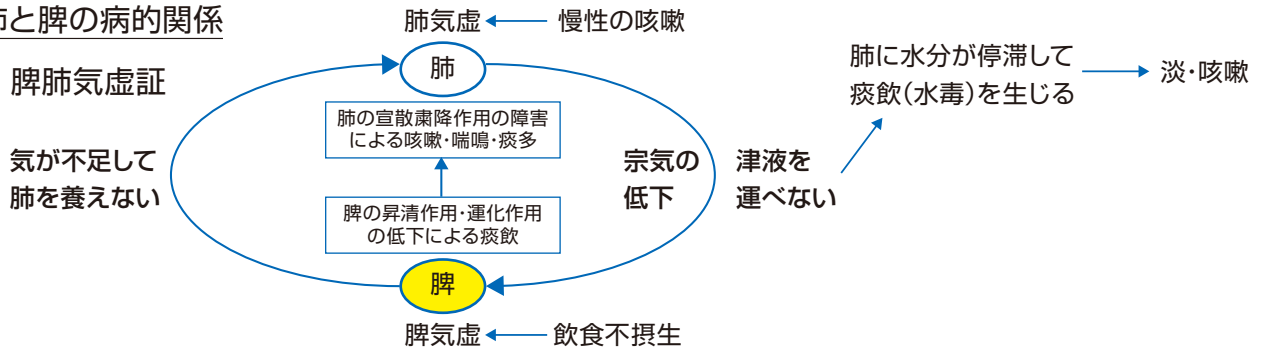 と脾の病的関係
脾肺気虚証
肺気虚
慢性の咳嗽
肺
肺の宣散粛降作用の障害
による咳嗽・喘鳴・痰多
脾の昇清作用・運化作用
の低下による痰飲
脾
脾気虚
飲食不摂生
気が不足して
肺を養えない
宗気の
低下
津液を
運べない
肺に水分が停滞して
痰飲(水毒)を生じる
淡・咳嗽